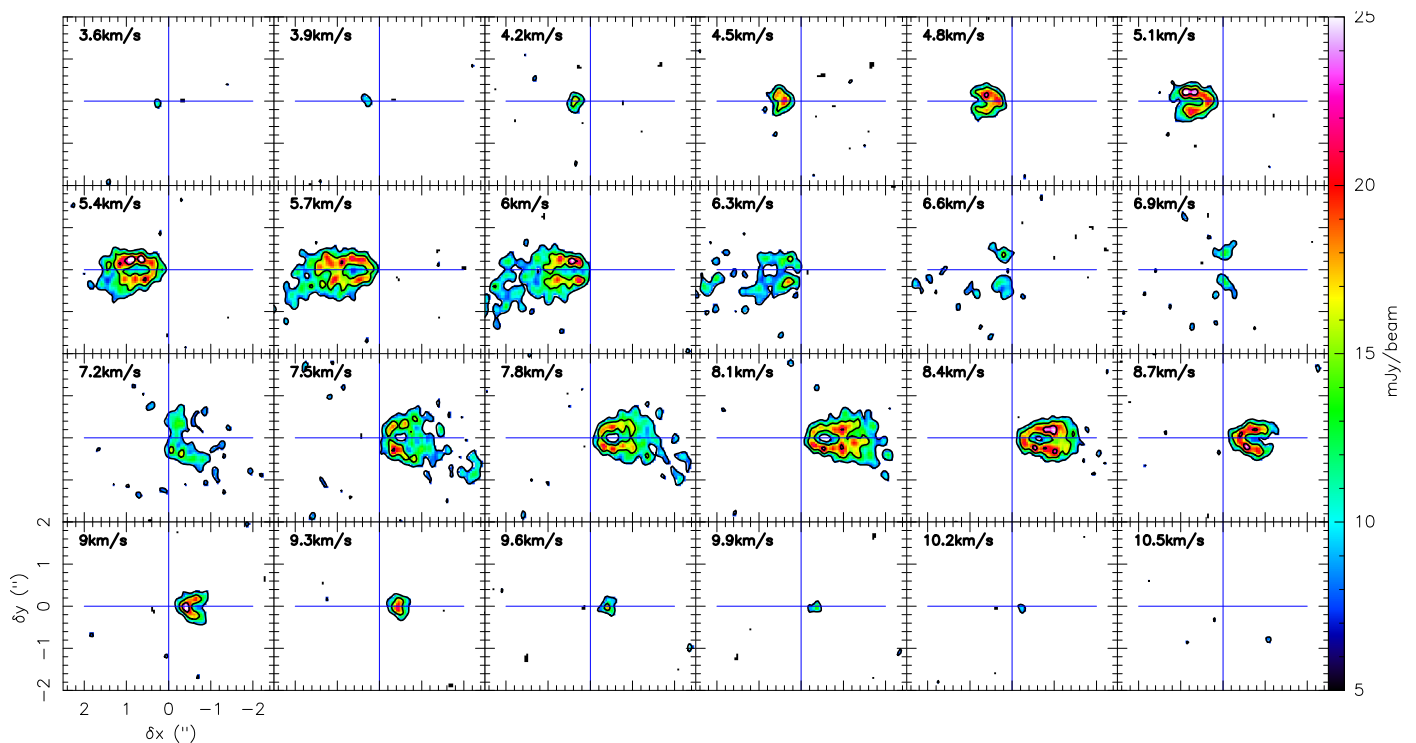 3.6km/s 3.9km/s 4.2km/s 4.5km/s 4.8km/s 5.1km/s
25
20
15
10
5
mJy/beam
5.4km/s 5.7km/s 6km/s 6.3km/s 6.6km/s 6.9km/s
7.2km/s 7.5km/s 7.8km/s 8.1km/s 8.4km/s 8.7km/s
9km/s 9.3km/s 9.6km/s 9.9km/s 10.2km/s 10.5km/s
2
1
0
−1
−2
δy ('')
2 1 0 −1 −2
δx ('')